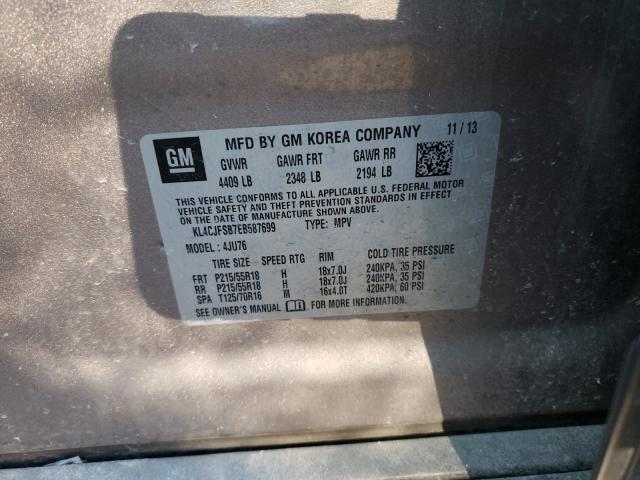 GM
MFD BY GM KOREA COMPANY 11 / 13
GVWR GAWR FRT GAWR RR
4409 LB 2348 LB 2194 LB
THIS VEHICLE CONFORMS TO ALL APPLICABLE U.S. FEDERAL MOTOR
VEHICLE SAFETY AND THEFT PREVENTION STANDARDS IN EFFECT
ON THE DATE OF MANUFACTURE SHOWN ABOVE.
KL4CJFSB7EB587699 TYPE: MPV
MODEL: 4JU76
TIRE SIZE SPEED RTG RIM COLD TIRE PRESSURE
FRT P215/55R18 H 18x7.0J 240KPA, 35 PSI
RR P215/55R18 H 18x7.0J 240KPA, 35 PSI
SPA T125/70R16 M 16x4.0T 420KPA, 60 PSI
SEE OWNER'S MANUAL FOR MORE INFORMATION.